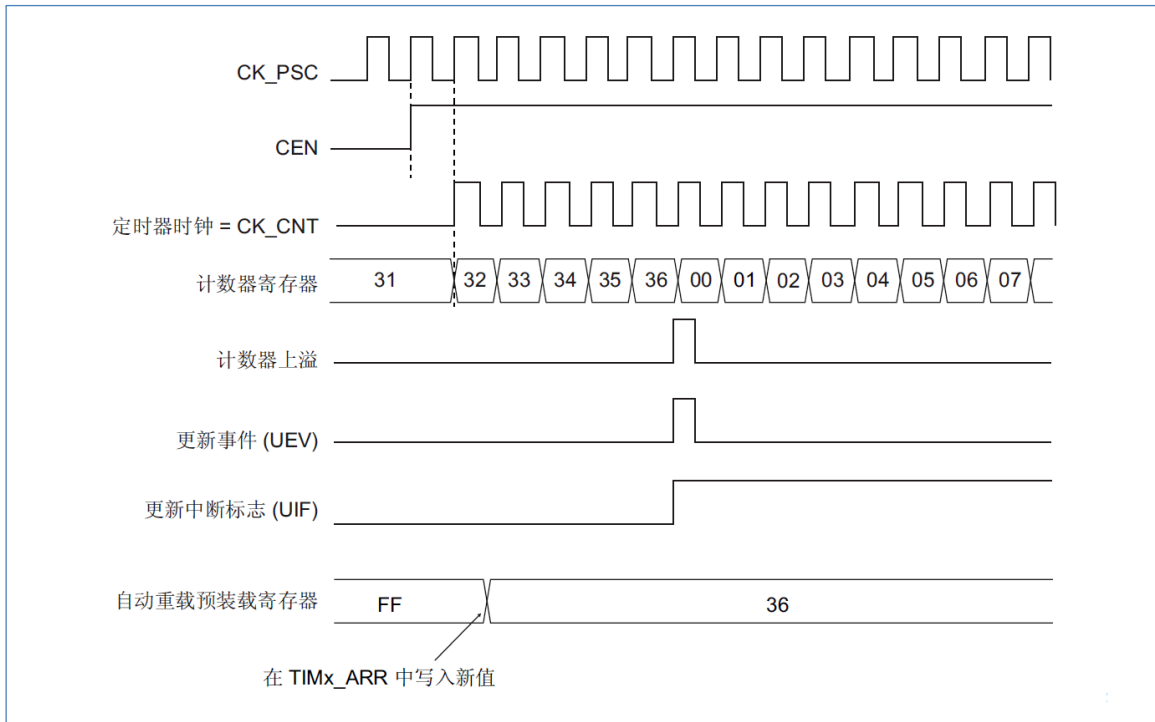 CK_PSC
CEN
定时器时钟 = CK_CNT
计数器寄存器 31 32 33 34 35 36 00 01 02 03 04 05 06 07
计数器上溢
更新事件 (UEV)
更新中断标志 (UIF)
自动重载预装载寄存器 FF 36
在 TIMx_ARR 中写入新值